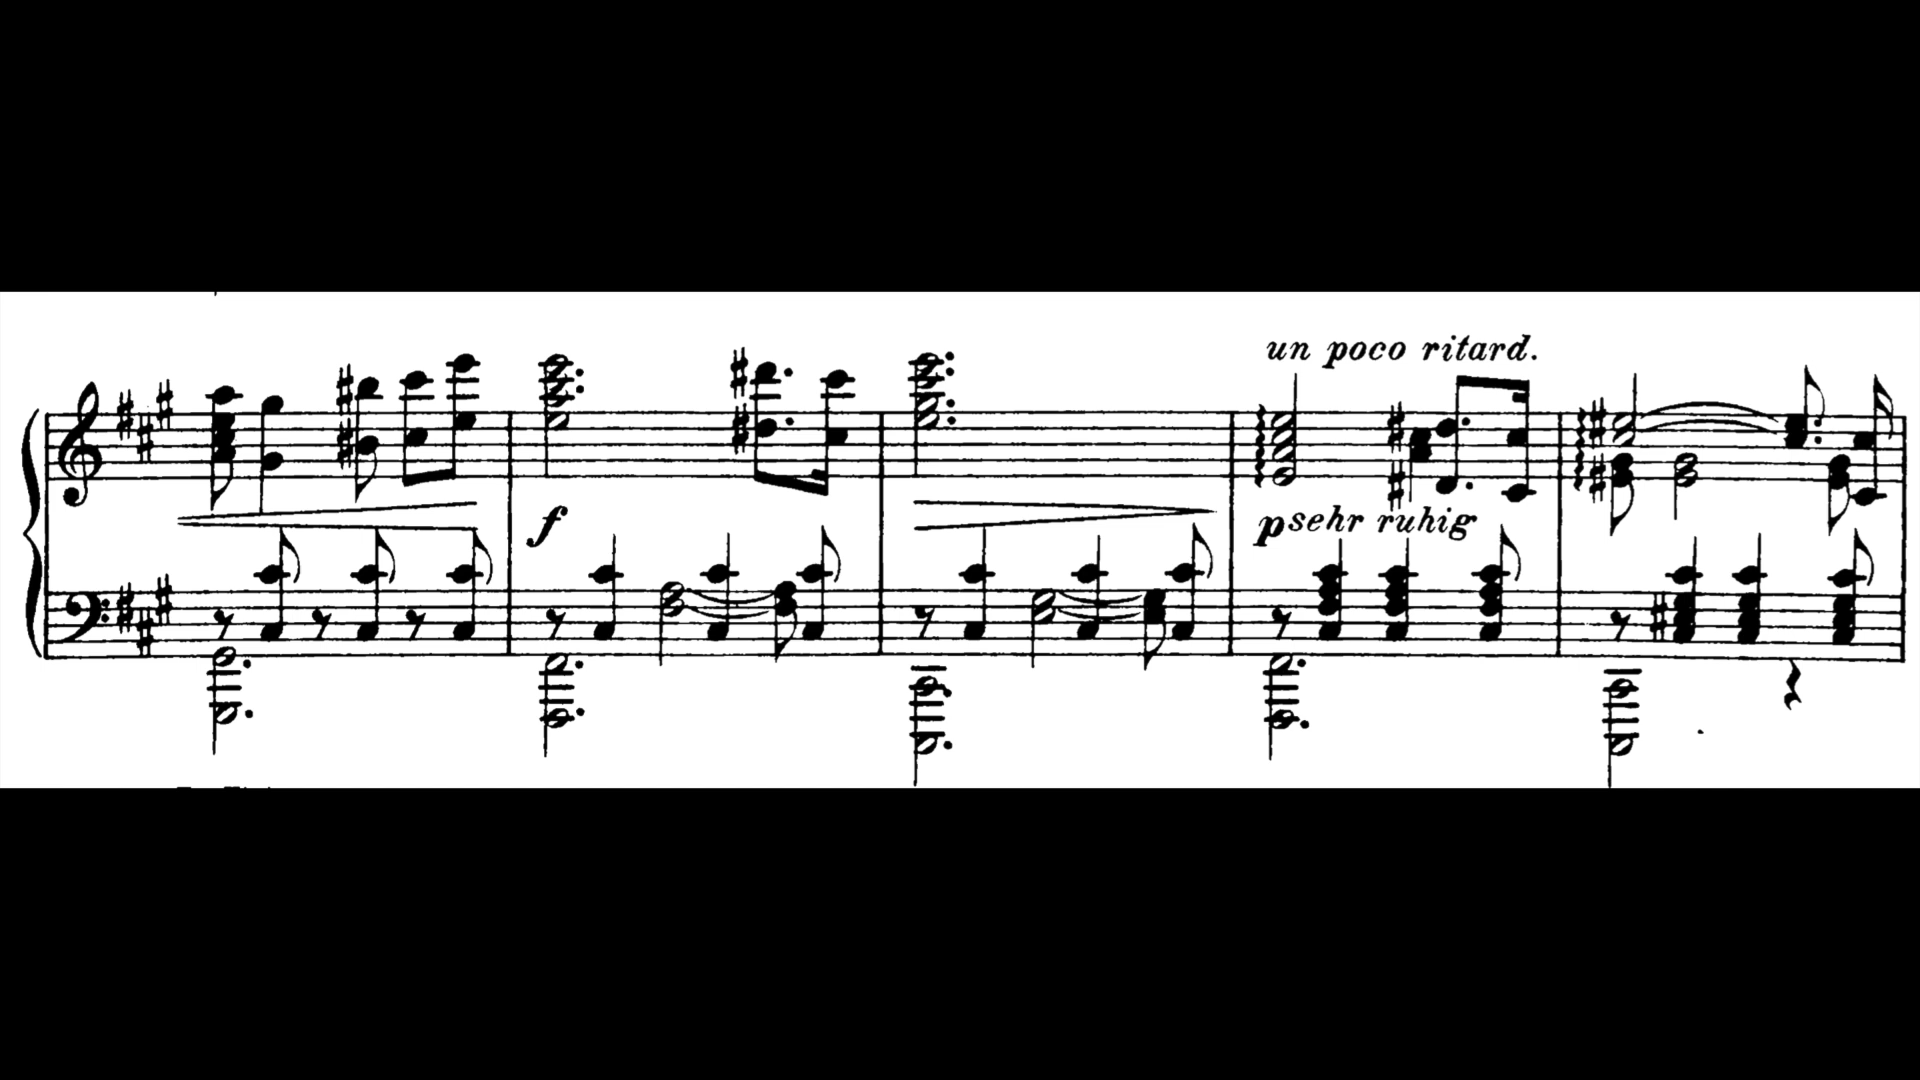 un poco ritard.
f
p sehr ruhig